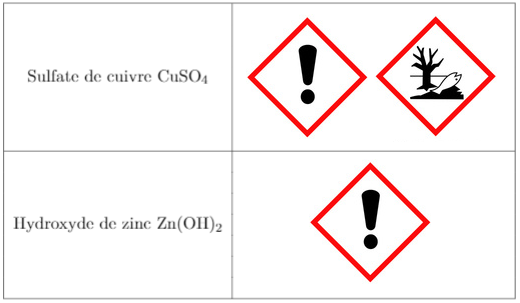 Sulfate de cuivre CuSO₄
Hydroxyde de zinc Zn(OH)₂